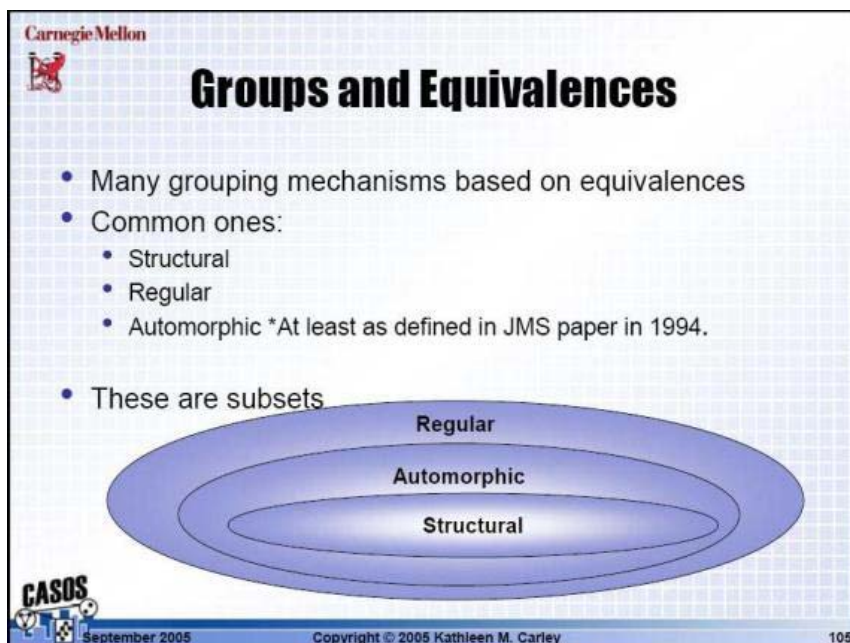 Carnegie Mellon
Groups and Equivalences
• Many grouping mechanisms based on equivalences
• Common ones:
• Structural
• Regular
• Automorphic *At least as defined in JMS paper in 1994.
• These are subsets
Regular
Automorphic
Structural
CASOS
September 2005
Copyright © 2005 Kathleen M. Carley